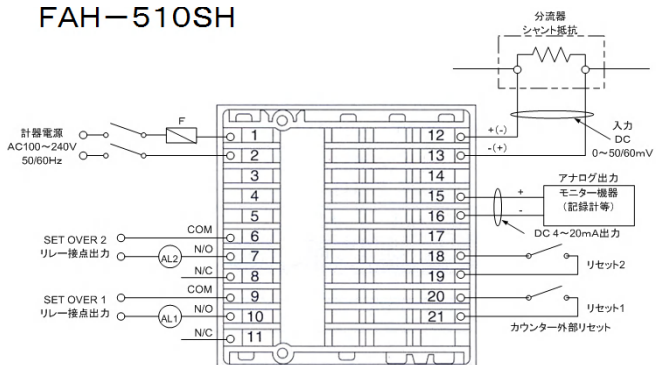 FAH－510SH
分流器
シャント抵抗
計器電源
AC100～240V
50/60Hz
F
1
2
3
4
5
6
7
8
9
10
11
12
13
14
15
16
17
18
19
20
21
+(-)
-(+)
入力
DC
0～50/60mV
アナログ出力
モニター機器
（記録計等）
+
-
DC 4～20mA出力
SET OVER 2
リレー接点出力
COM
N/O
AL2
N/C
SET OVER 1
リレー接点出力
COM
N/O
AL1
N/C
リセット2
リセット1
カウンター外部リセット